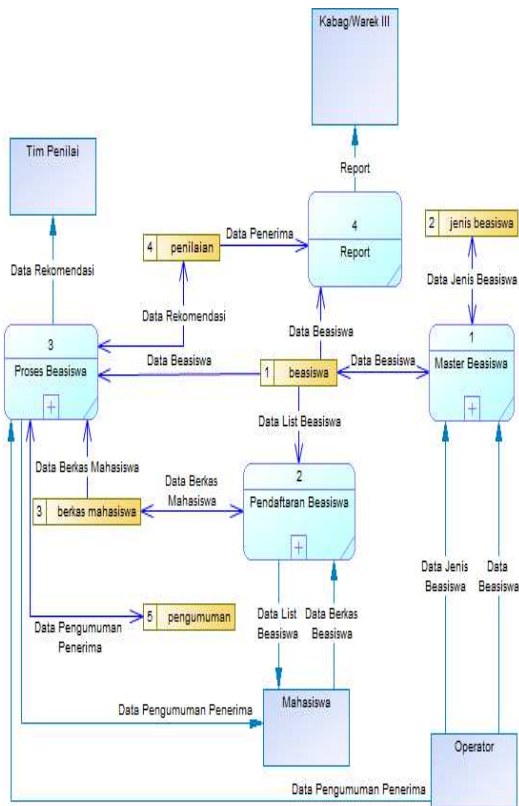 Kabag/Warek III
Tim Penilai
Report
4
Report
2 jenis beasiswa
4 penilaian
Data Penerima
Data Rekomendasi
Data Jenis Beasiswa
Data Rekomendasi
3
Proses Beasiswa
Data Beasiswa
Data Beasiswa
1 beasiswa
Data Beasiswa
1
Master Beasiswa
Data List Beasiswa
Data Berkas Mahasiswa
3 berkas mahasiswa
Data Berkas
Mahasiswa
2
Pendaftaran Beasiswa
Data Jenis
Beasiswa
Data
Beasiswa
5 pengumuman
Data Pengumuman
Penerima
Data List
Beasiswa
Data Berkas
Beasiswa
Data Pengumuman Penerima
Mahasiswa
Operator
Data Pengumuman Penerima